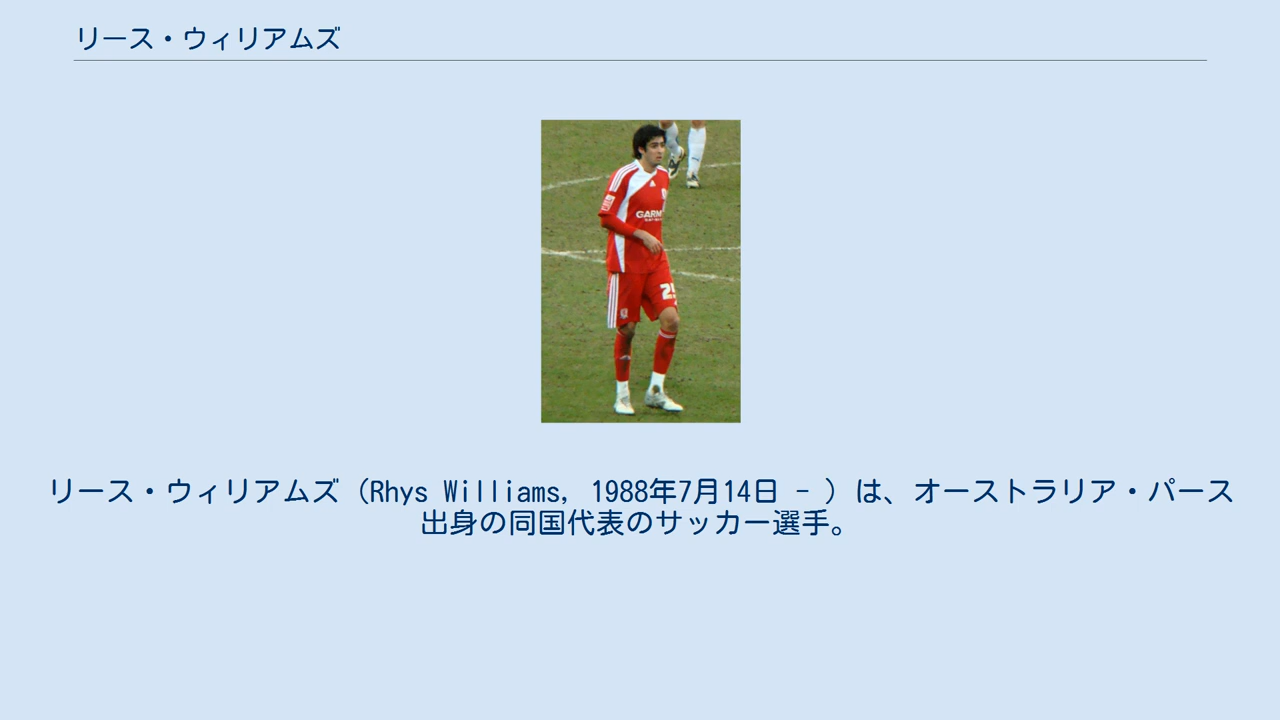 リース・ウィリアムズ
GARM
2
リース・ウィリアムズ（Rhys Williams, 1988年7月14日 - ）は、オーストラリア・パース
出身の同国代表のサッカー選手。